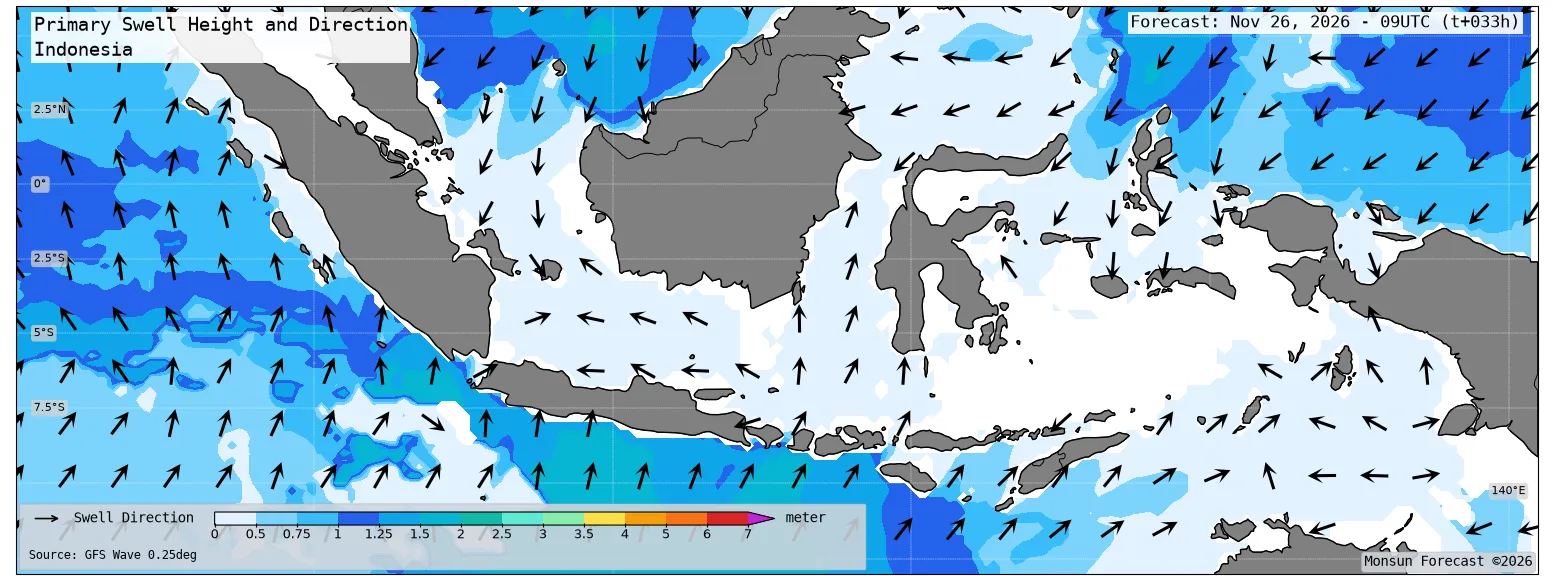 Primary Swell Height and Direction
Indonesia
Forecast: Nov 26, 2026 - 09UTC (t+033h)
2.5°N
0°
2.5°S
5°S
7.5°S
140°E
Swell Direction
0 0.5 0.75 1 1.25 1.5 2 2.5 3 3.5 4 5 6 7
meter
Source: GFS Wave 0.25deg
Monsun Forecast ©2026